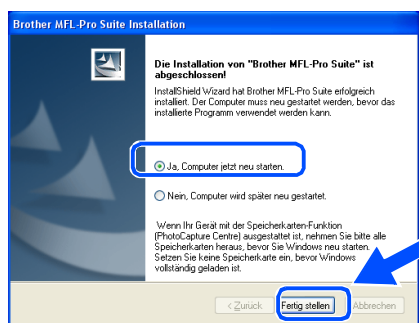 Brother MFL-Pro Suite Installation
Die Installation von "Brother MFL-Pro Suite" ist
abgeschlossen!
InstallShield Wizard hat Brother MFL-Pro Suite erfolgreich
installiert. Der Computer muss neu gestartet werden, bevor das
installierte Programm verwendet werden kann.
Ja, Computer jetzt neu starten.
Nein, Computer wird später neu gestartet.
Wenn Ihr Gerät mit der Speicherkarten-Funktion
(PhotoCapture Centre) ausgestattet ist, nehmen Sie bitte alle
Speicherkarten heraus, bevor Sie Windows neu starten.
Setzen Sie keine Speicherkarte ein, bevor Windows
vollständig geladen ist.
< Zurück Fertig stellen Abbrechen